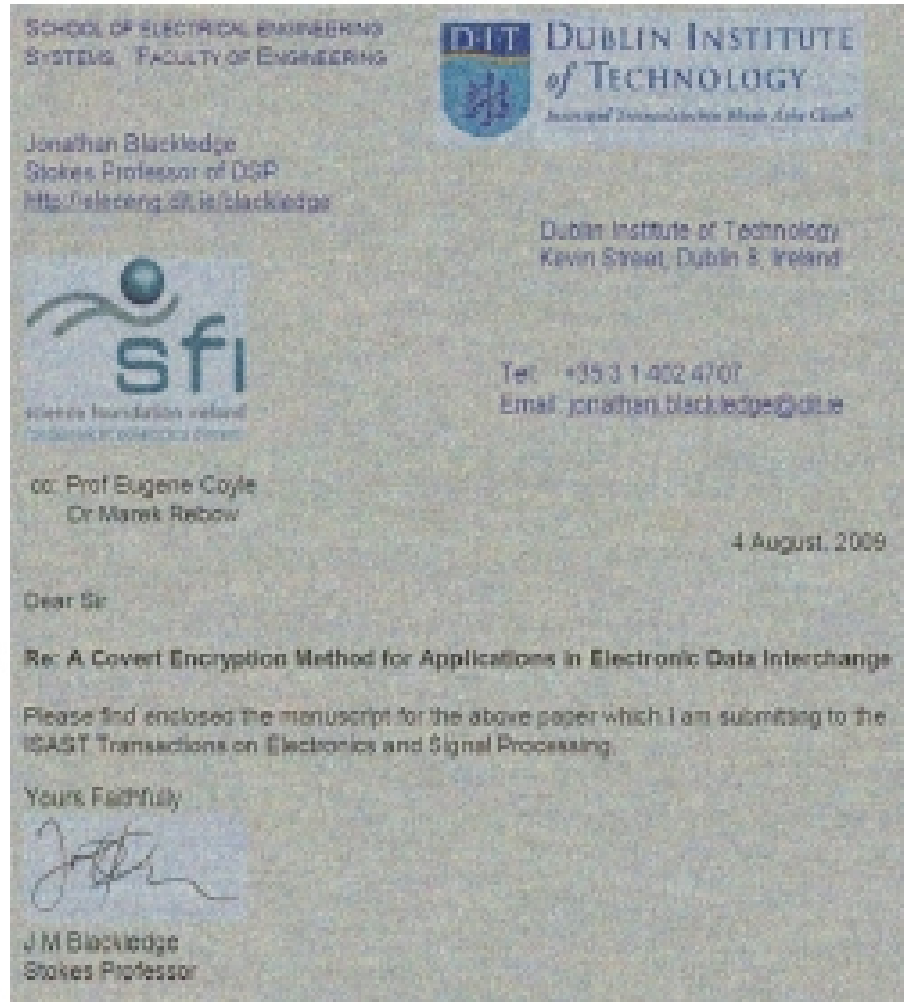 SCHOOL OF ELECTRICAL ENGINEERING
SYSTEMS FACULTY OF ENGINEERING
DIT DUBLIN INSTITUTE
of TECHNOLOGY
Jonathan Blackledge
Stokes Professor of DSP
http://eleceng.dit.ie/blackledge
Dublin Institute of Technology,
Kevin Street, Dublin 8, Ireland
sfi
science foundation ireland
Tel: +35 3 1 402 4707
Email: jonathan.blackledge@dit.ie
cc: Prof Eugene Coyle
Dr Marek Rebow
4 August, 2009
Dear Sir
Re: A Covert Encryption Method for Applications in Electronic Data Interchange
Please find enclosed the manuscript for the above paper which I am submitting to the
ISAST Transactions on Electronics and Signal Processing.
Yours Faithfully
J M Blackledge
Stokes Professor